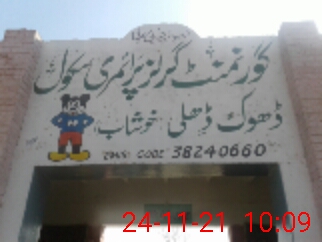 گورنمنٹ گرلز پرائمری سکول
ڈھوک ڈھلی (خوشاب)
EMIS CODE 38240660
24-11-21 10:09